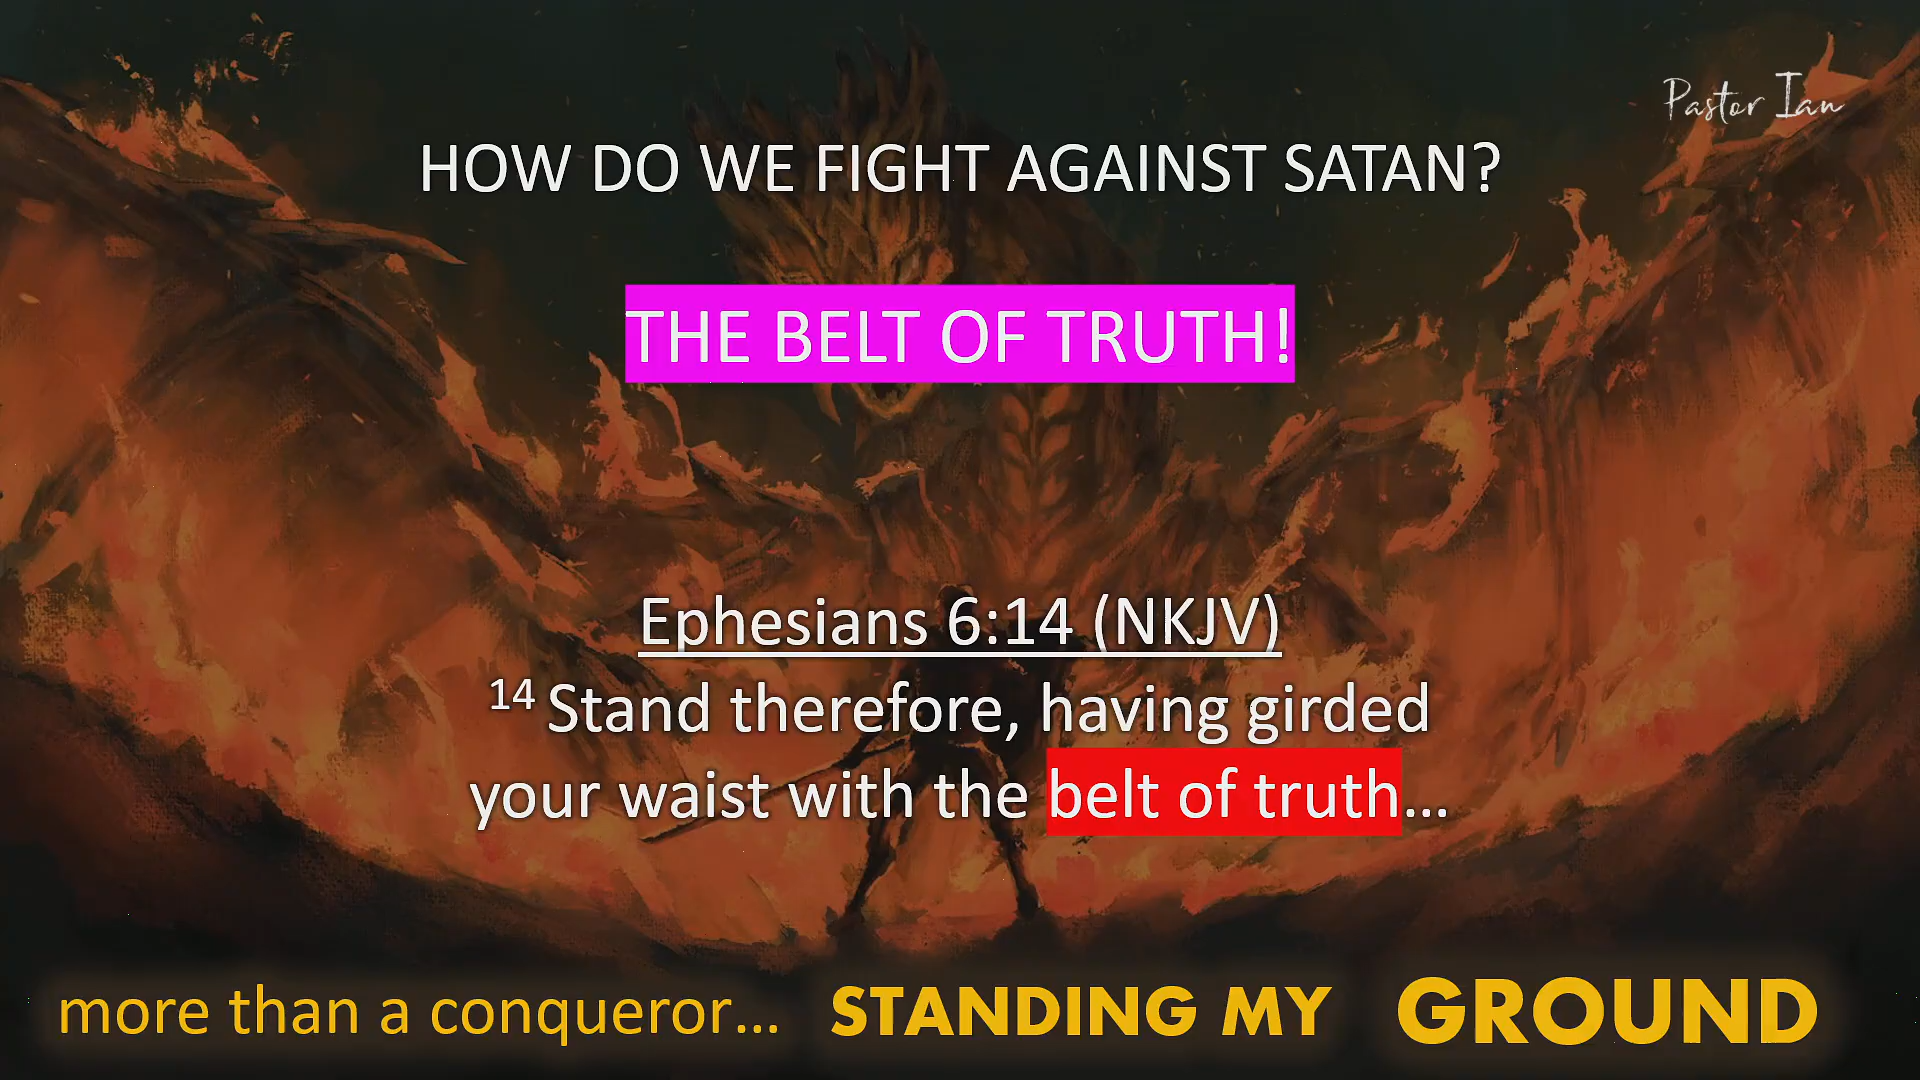 Pastor Ian
HOW DO WE FIGHT AGAINST SATAN?
THE BELT OF TRUTH!
Ephesians 6:14 (NKJV)
14 Stand therefore, having girded
your waist with the belt of truth...
more than a conqueror... STANDING MY GROUND